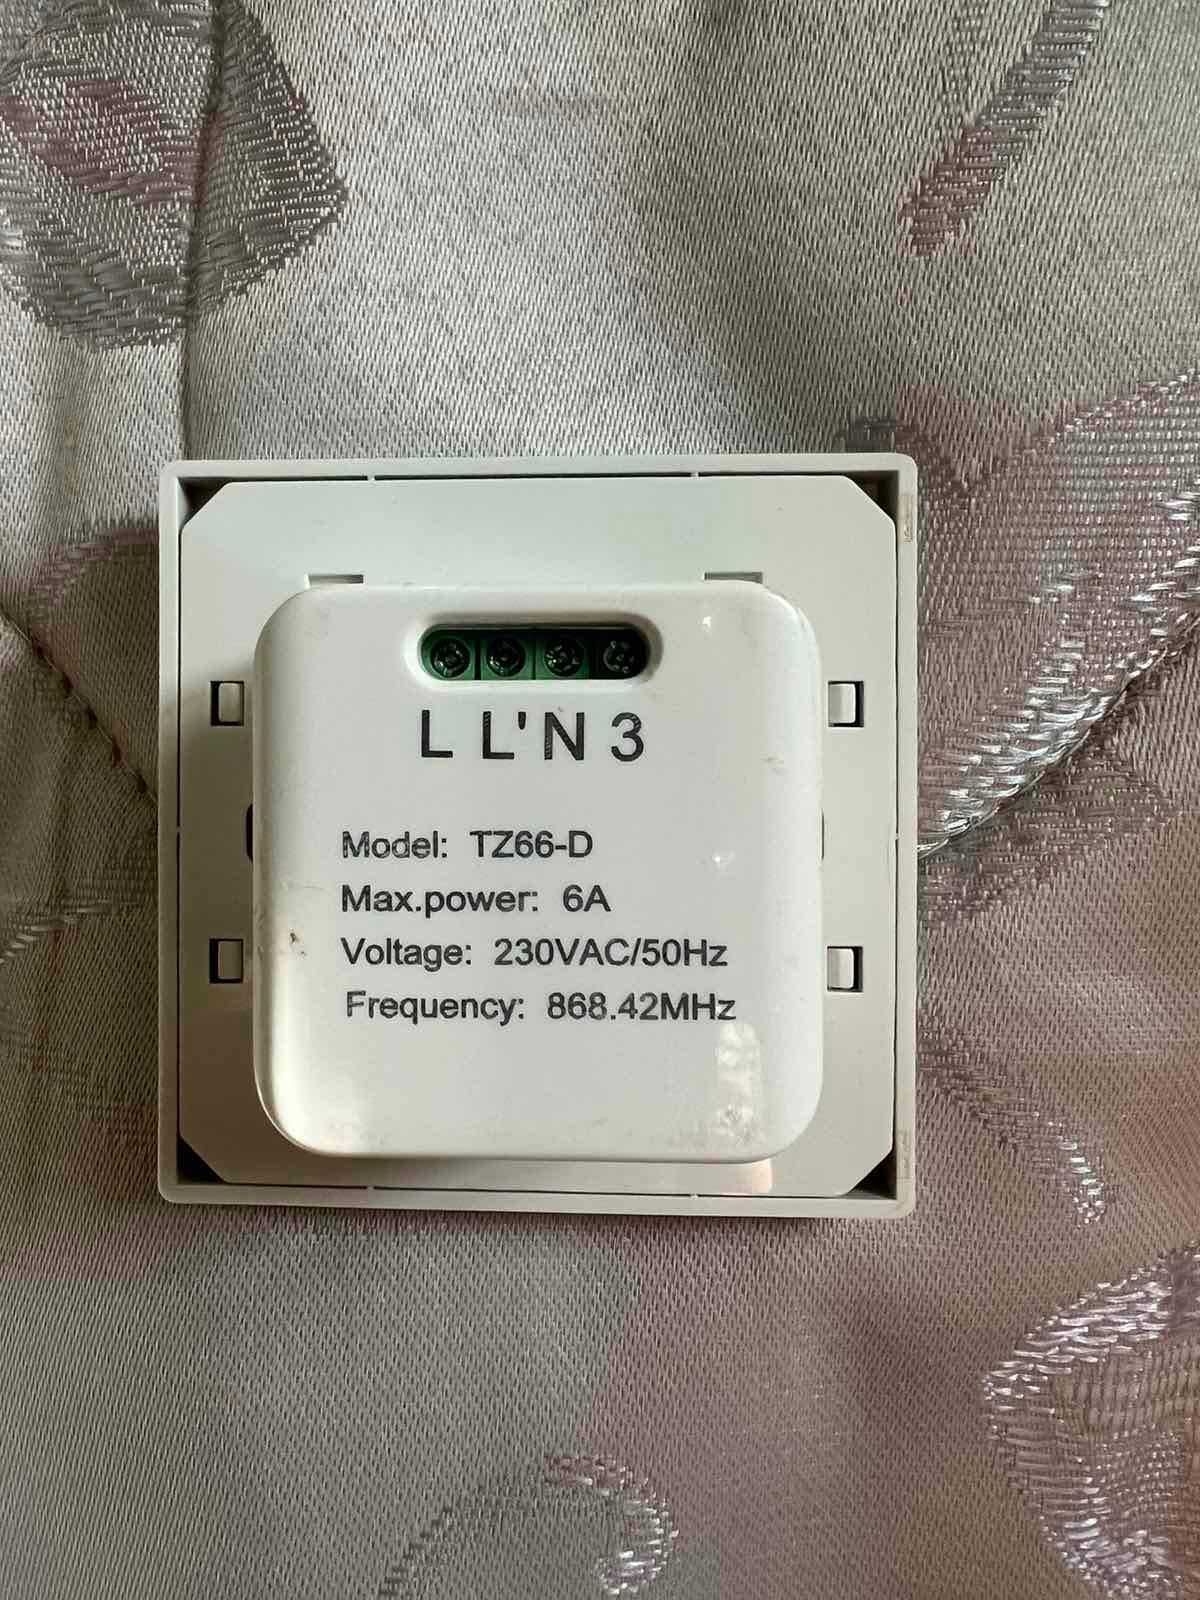 L L' N 3
Model: TZ66-D
Max.power: 6A
Voltage: 230VAC/50Hz
Frequency: 868.42MHz